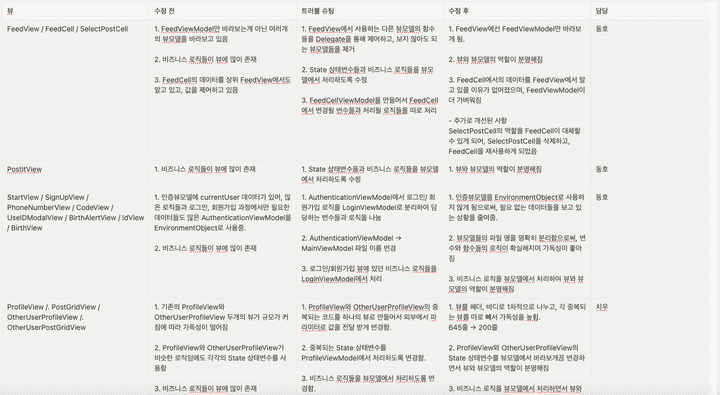 뷰
수정 전
트러블 슈팅
수정 후
담당
FeedView / FeedCell / SelectPostCell
1. FeedViewModel만 바라보는게 아닌 여러개
의 뷰모델을 바라보고 있음
2. 비즈니스 로직들이 뷰에 많이 존재
3. FeedCell의 데이터를 상위 FeedView에서도
알고 있고, 값을 제어하고 있음
1. FeedView에서 사용하는 다른 뷰모델의 함수
들을 Delegate을 통해 제어하고, 보지 않아도 되
는 뷰모델들을 제거
2. State 상태변수들과 비즈니스 로직들을 뷰모
델에서 처리하도록 수정
3. FeedCellViewModel을 만들어서 FeedCell
에서 변경될 변수들과 처리될 로직들을 따로 처리
1. FeedView에선 FeedViewModel만 바라보
게 됨.
2. 뷰와 뷰모델의 역할이 분명해짐
3. FeedCell에서의 데이터를 FeedView에서 알
고 있을 이유가 없어졌으며, FeedViewModel이
더 가벼워짐
- 추가로 개선된 사항
SelectPostCell의 역할을 FeedCell이 대체할
수 있게 되어, SelectPostCell을 삭제하고,
FeedCell을 재사용하게 되었음
동호
PostitView
1. 비즈니스 로직들이 뷰에 많이 존재
1. State 상태변수들과 비즈니스 로직들을 뷰모델
에서 처리하도록 수정
1. 뷰와 뷰모델의 역할이 분명해짐
동호
StartView / SignUpView /
PhoneNumberView / CodeView /
UseIDModalView / BirthAlertView / IdView
/ BirthView
1. 인증뷰모델에 currentUser 데이터가 있어, 많
은 로직들과 로그인, 회원가입 과정에서만 필요한
데이터들도 많은 AuthenticationViewModel을
EnvironmentObject로 사용중.
2. 비즈니스 로직들이 뷰에 많이 존재
1. AuthenticationViewModel에서 로그인/ 회
원가입 로직을 LoginViewModel로 분리하여 담
당하는 변수들과 로직을 나눔
2. AuthenticationViewModel →
MainViewModel 파일 이름 변경
3. 로그인/회원가입 뷰에 있던 비즈니스 로직들을
LoginViewModel에서 처리
1. 인증뷰모델을 EnvironmentObject로 사용하
지 않게 됨으로써, 필요 없는 데이터들을 보고 있
는 상황을 줄여줌.
2. 뷰모델들의 파일 명을 명확히 분리함으로써, 변
수와 함수들의 로직이 확실해지며 가독성이 좋아
짐
3. 비즈니스 로직을 뷰모델에서 처리하여 뷰와 뷰
모델의 역할이 분명해짐
동호
ProfileView /. PostGridView /
OtherUserProfileView /.
OtherUserPostGridView
1. 기존의 ProfileView와
OtherUserProfileView 두개의 뷰가 규모가 커
짐에 따라 가독성이 떨어짐
2. ProfileView와 OtherUserProfileView가
비슷한 로직임에도 각각의 State 상태변수를 사
용함
3. 비즈니스 로직들이 뷰에 많이 존재
1. ProfileView와 OtherUserProfileView의 중
복되는 코드를 하나의 뷰로 만들어서 외부에서 파
라미터로 값을 전달 받게 변경함.
2. 중복되는 State 상태변수를
ProfileViewModel에서 처리하도록 변경함.
3. 비즈니스 로직들을 뷰모델에서 처리하도록 변
경함.
1. 뷰를 헤더, 바디로 1차적으로 나누고, 각 중복되
는 뷰를 따로 빼서 가독성을 높힘.
645줄 → 200줄
2. ProfileView와 OtherUserProfileView의
State 상태변수를 뷰모델에서 바라보게끔 변경하
면서 뷰와 뷰모델의 역할이 분명해짐
3. 비즈니스 로직을 뷰모델에서 처리하면서 뷰와
지우